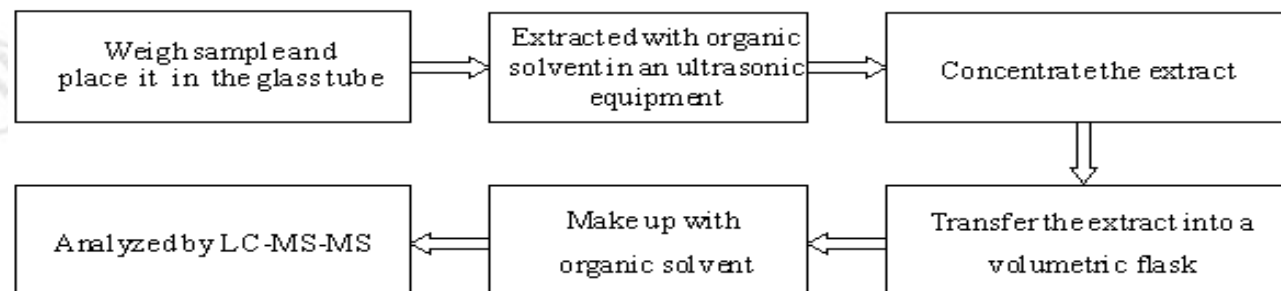 Weigh sample and
place it in the glass tube
Extracted with organic
solvent in an ultrasonic
equipment
Concentrate the extract
Transfer the extract into a
volumetric flask
Make up with
organic solvent
Analyzed by LC-MS-MS